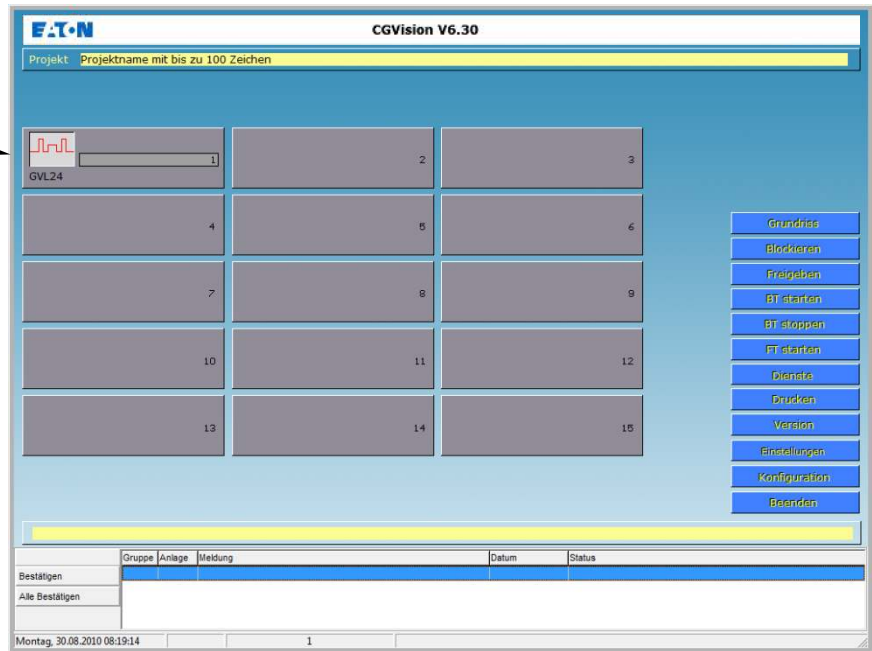 EATON
CGVision V6.30
Projekt Projektname mit bis zu 100 Zeichen
1
GVL24
2
3
4
5
6
7
8
9
10
11
12
13
14
15
Grundriss
Blockieren
Freigeben
BT starten
BT stoppen
FT starten
Dienste
Drucken
Version
Einstellungen
Konfiguration
Beenden
Gruppe Anlage Meldung Datum Status
Bestätigen
Alle Bestätigen
Montag, 30.08.2010 08:19:14 1